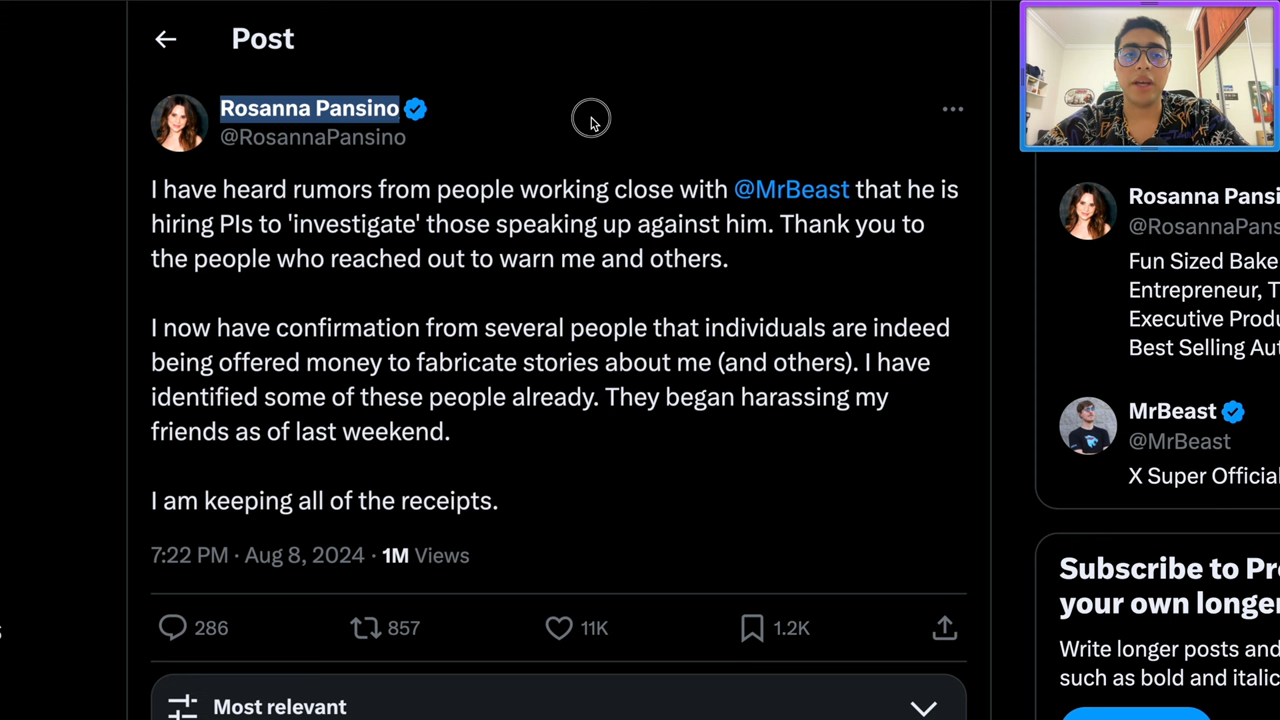 Post
Rosanna Pansino
@RosannaPansino
I have heard rumors from people working close with @MrBeast that he is
hiring PIs to 'investigate' those speaking up against him. Thank you to
the people who reached out to warn me and others.
I now have confirmation from several people that individuals are indeed
being offered money to fabricate stories about me (and others). I have
identified some of these people already. They began harassing my
friends as of last weekend.
I am keeping all of the receipts.
7:22 PM · Aug 8, 2024 · 1M Views
286 857 11K 1.2K
Most relevant
Rosanna Pansi
@RosannaPans
Fun Sized Bake
Entrepreneur, T
Executive Produ
Best Selling Aut
MrBeast
@MrBeast
X Super Official
Subscribe to Pr
your own longer
Write longer posts and
such as bold and italic